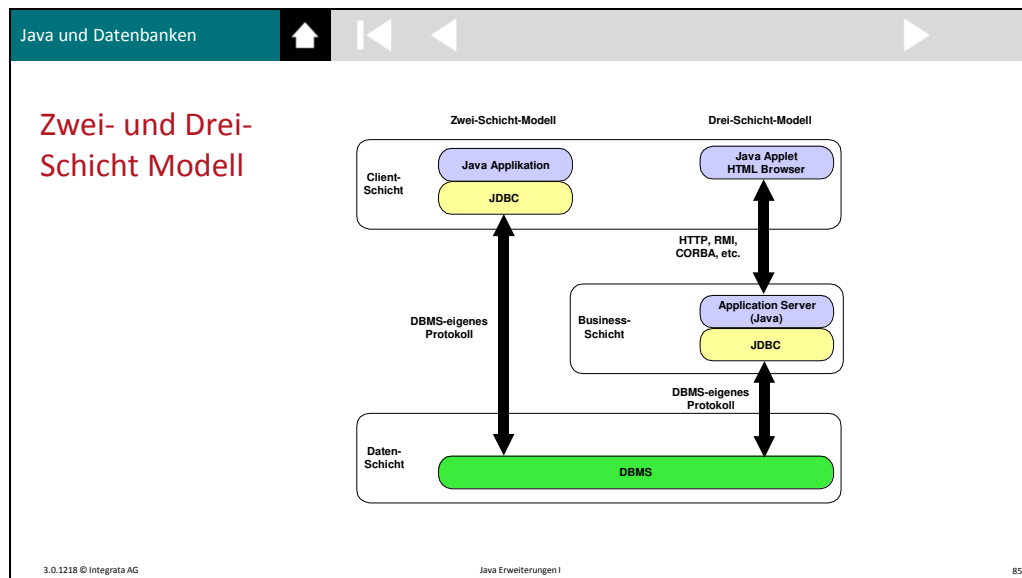 Java und Datenbanken
Zwei- und Drei-
Schicht Modell
Zwei-Schicht-Modell
Drei-Schicht-Modell
Client-
Schicht
Java Applikation
JDBC
Java Applet
HTML Browser
HTTP, RMI,
CORBA, etc.
DBMS-eigenes
Protokoll
Business-
Schicht
Application Server
(Java)
JDBC
DBMS-eigenes
Protokoll
Daten-
Schicht
DBMS
3.0.1218 © Integrata AG
Java Erweiterungen I
85